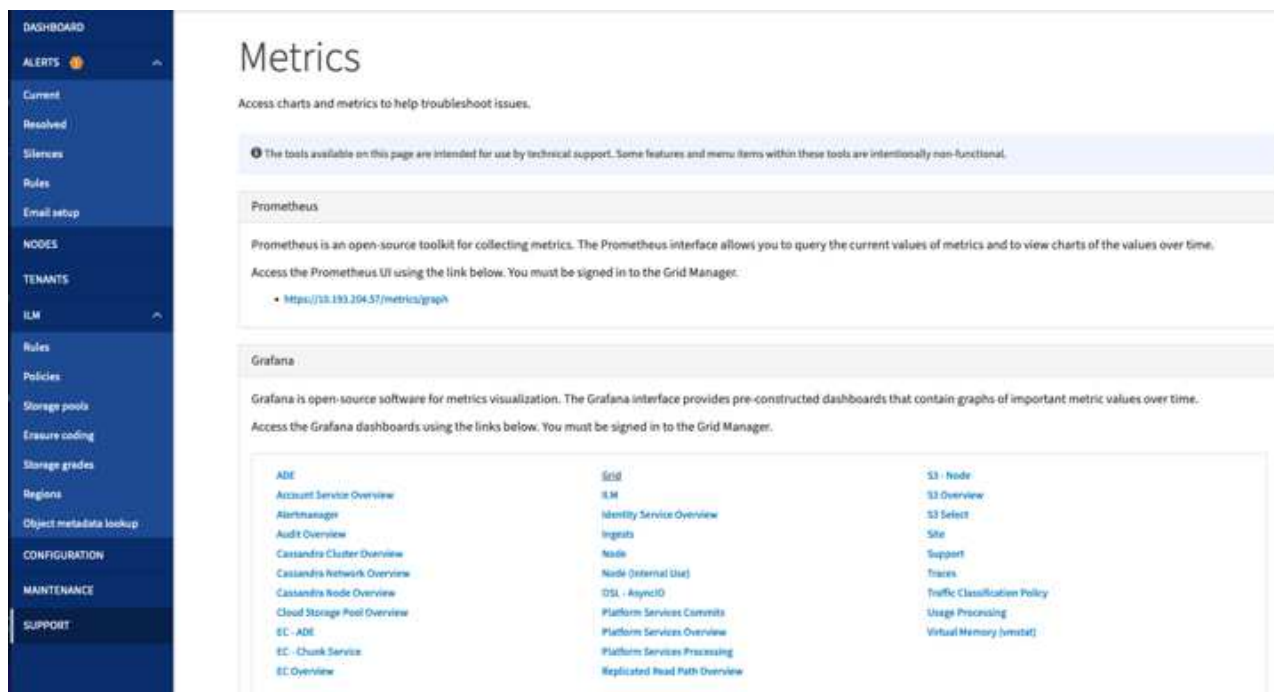 DASHBOARD
ALERTS
Current
Resolved
Silences
Rules
Email setup
NODES
TENANTS
ILM
Rules
Policies
Storage pools
Erasure coding
Storage grades
Regions
Object metadata lookup
CONFIGURATION
MAINTENANCE
SUPPORT
Metrics
Access charts and metrics to help troubleshoot issues.
The tools available on this page are intended for use by technical support. Some features and menu items within these tools are intentionally non-functional.
Prometheus
Prometheus is an open-source toolkit for collecting metrics. The Prometheus interface allows you to query the current values of metrics and to view charts of the values over time.
Access the Prometheus UI using the link below. You must be signed in to the Grid Manager.
• https://10.193.204.57/metrics/graph
Grafana
Grafana is open-source software for metrics visualization. The Grafana interface provides pre-constructed dashboards that contain graphs of important metric values over time.
Access the Grafana dashboards using the links below. You must be signed in to the Grid Manager.
ADE
Account Service Overview
Alertmanager
Audit Overview
Cassandra Cluster Overview
Cassandra Network Overview
Cassandra Node Overview
Cloud Storage Pool Overview
EC - ADE
EC - Chunk Service
EC Overview
Grid
ILM
Identity Service Overview
Ingests
Node
Node (Internal Use)
OSL - AsyncIO
Platform Services Commits
Platform Services Overview
Platform Services Processing
Replicated Read Path Overview
S3 - Node
S3 Overview
S3 Select
Site
Support
Traces
Traffic Classification Policy
Usage Processing
Virtual Memory (vmstat)